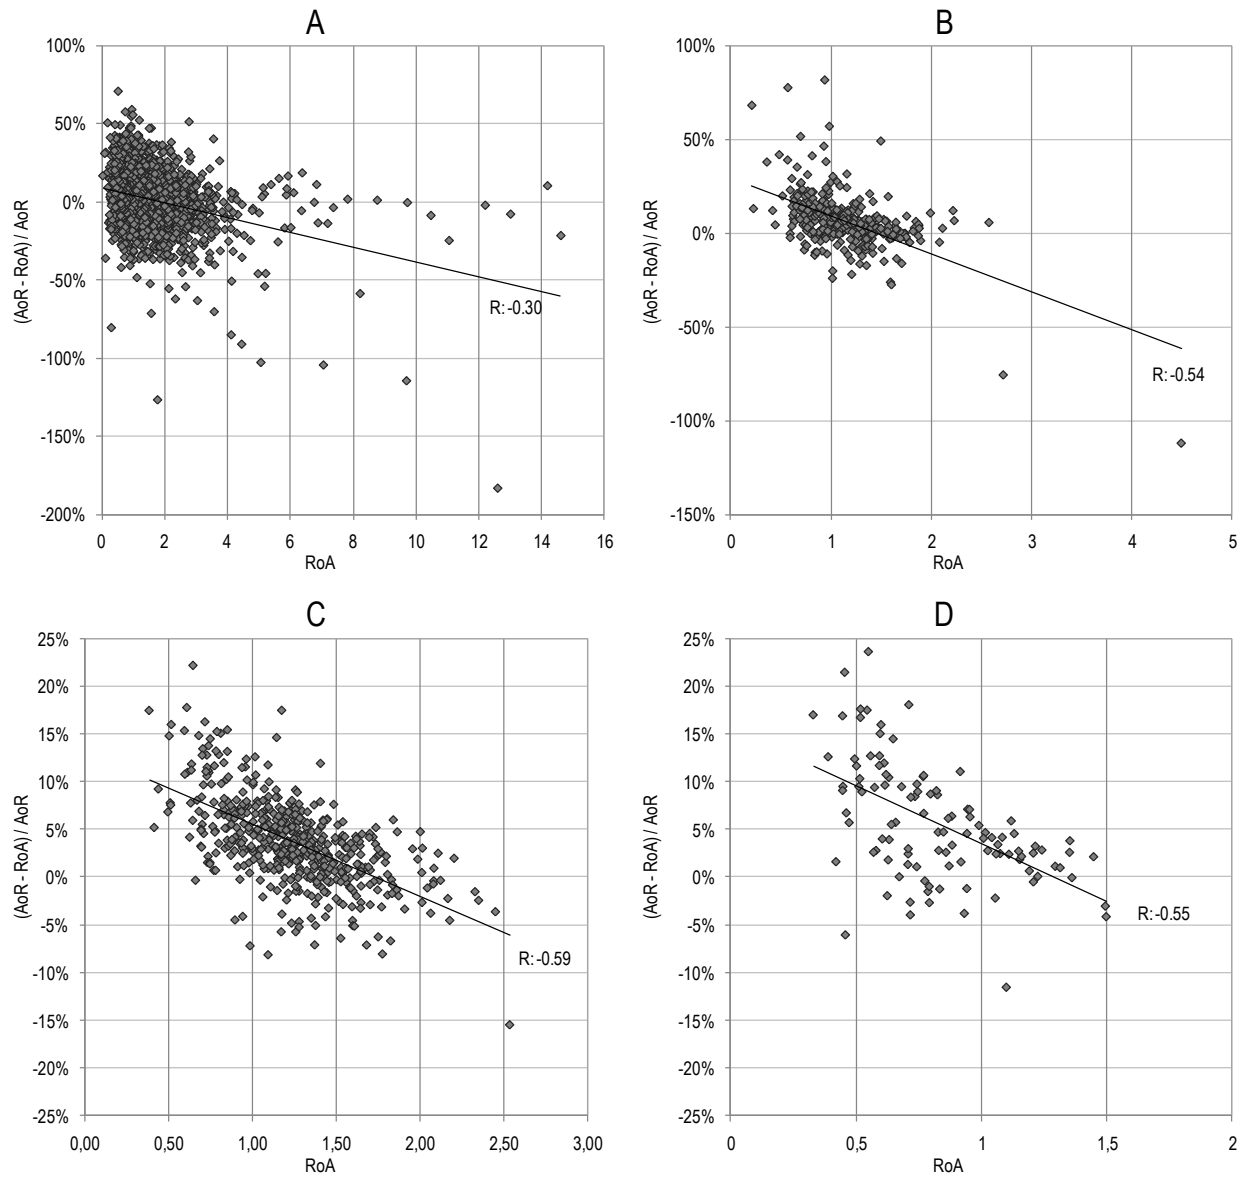 A
100%
50%
0%
-50%
-100%
-150%
-200%
(AoR - RoA) / AoR
R: -0.30
0 2 4 6 8 10 12 14 16
RoA
B
100%
50%
0%
-50%
-100%
-150%
(AoR - RoA) / AoR
R: -0.54
0 1 2 3 4 5
RoA
C
25%
20%
15%
10%
5%
0%
-5%
-10%
-15%
-20%
-25%
(AoR - RoA) / AoR
R: -0.59
0,00 0,50 1,00 1,50 2,00 2,50 3,00
RoA
D
25%
20%
15%
10%
5%
0%
-5%
-10%
-15%
-20%
-25%
(AoR - RoA) / AoR
R: -0.55
0 0,5 1 1,5 2
RoA